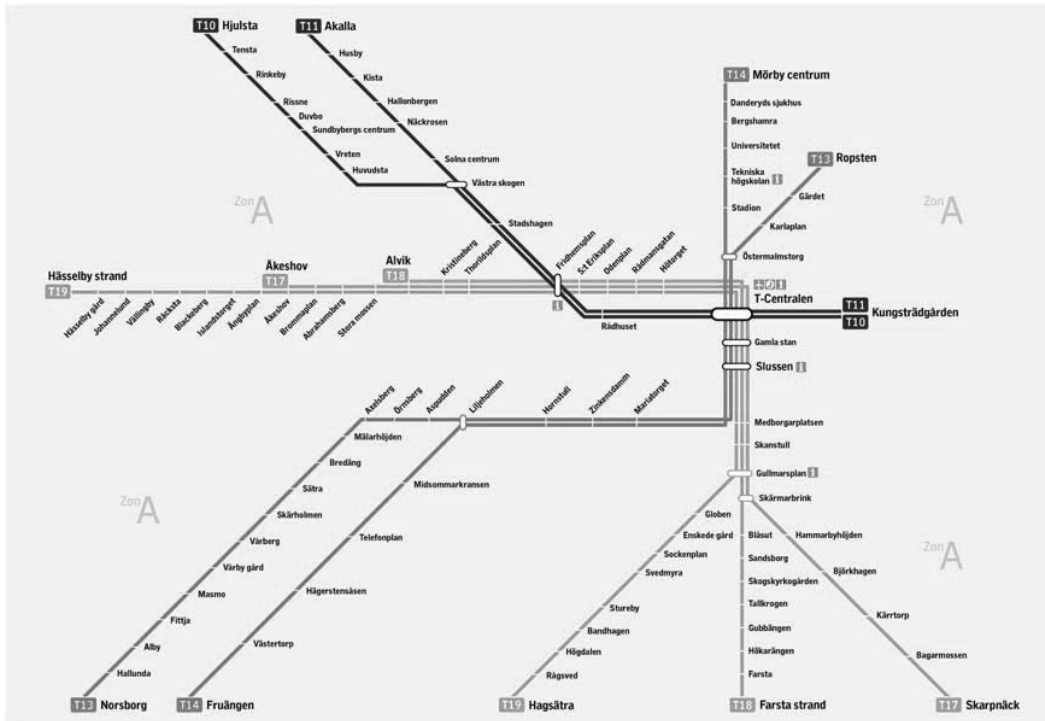 T10 Hjulsta
Tensta
Rinkeby
Rissne
Duvbo
Sundbybergs centrum
Vreten
Huvudsta
T11 Akalla
Husby
Kista
Hallonbergen
Näckrosen
Solna centrum
Västra skogen
Stadshagen
T14 Mörby centrum
Danderyds sjukhus
Bergshamra
Universitetet
Tekniska
högskolan
Stadion
T13 Ropsten
Gärdet
Karlaplan
Östermalmstorg
Zon A
Zon A
Hässelby strand
T19
Hässelby gård
Johannelund
Vällingby
Råcksta
Blackeberg
Islandstorget
Ängbyplan
Åkeshov
T17
Åkeshov
Brommaplan
Abrahamsberg
Stora mossen
Alvik
T18
Kristineberg
Thorildsplan
Fridhemsplan
S:t Eriksplan
Odenplan
Rådmansgatan
Hötorget
Rådhuset
T-Centralen
T11
T10
Kungsträdgården
Gamla stan
Slussen
Medborgarplatsen
Skanstull
Gullmarsplan
Skärmarbrink
Axelsberg
Örnsberg
Aspudden
Liljeholmen
Hornstull
Zinkensdamm
Mariatorget
Mälarhöjden
Bredäng
Sätra
Skärholmen
Vårberg
Vårby gård
Masmo
Fittja
Alby
Hallunda
T13 Norsborg
Midsommarkransen
Telefonplan
Hägerstensåsen
Västertorp
T14 Fruängen
Zon A
Zon A
Globen
Enskede gård
Sockenplan
Svedmyra
Stureby
Bandhagen
Högdalen
Rågsved
T19 Hagsätra
Blåsut
Sandsborg
Skogskyrkogården
Tallkrogen
Gubbängen
Hökarängen
Farsta
T18 Farsta strand
Hammarbyhöjden
Björkhagen
Kärrtorp
Bagarmossen
T17 Skarpnäck